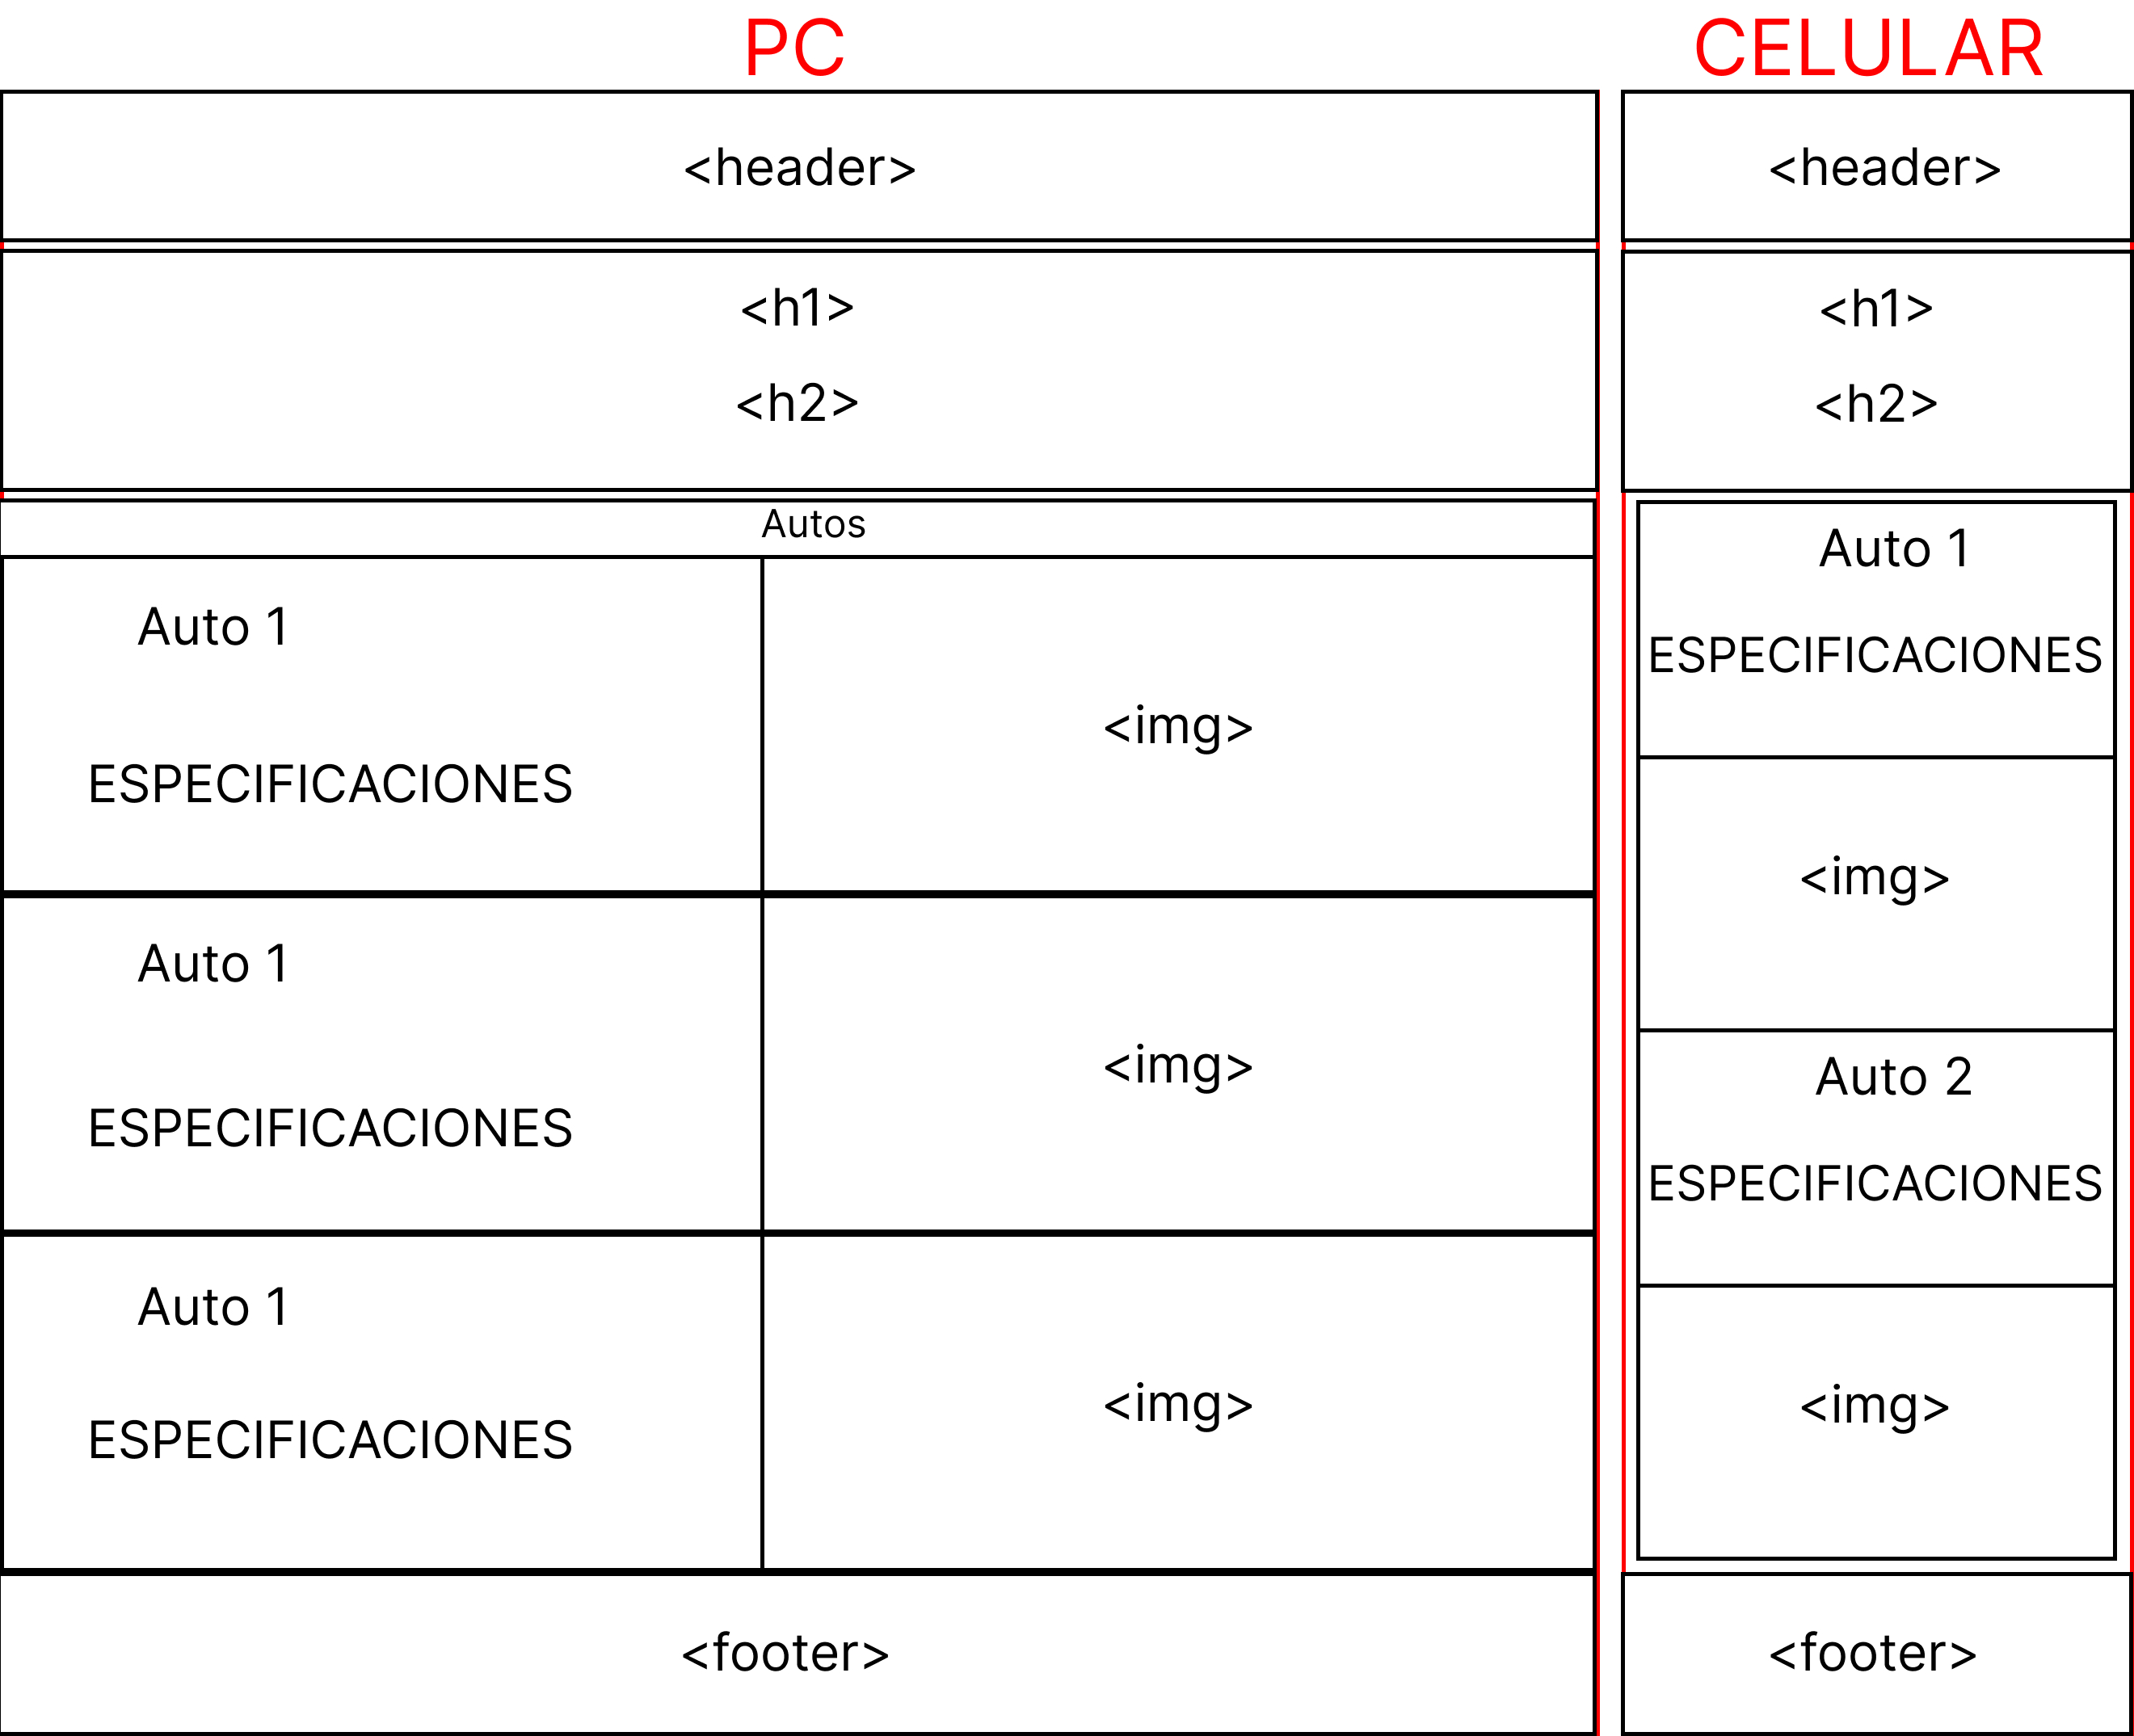 PC
<header>
<h1>
<h2>
Autos
Auto 1
ESPECIFICACIONES
<img>
Auto 1
ESPECIFICACIONES
<img>
Auto 1
ESPECIFICACIONES
<img>
<footer>
CELULAR
<header>
<h1>
<h2>
Auto 1
ESPECIFICACIONES
<img>
Auto 2
ESPECIFICACIONES
<img>
<footer>